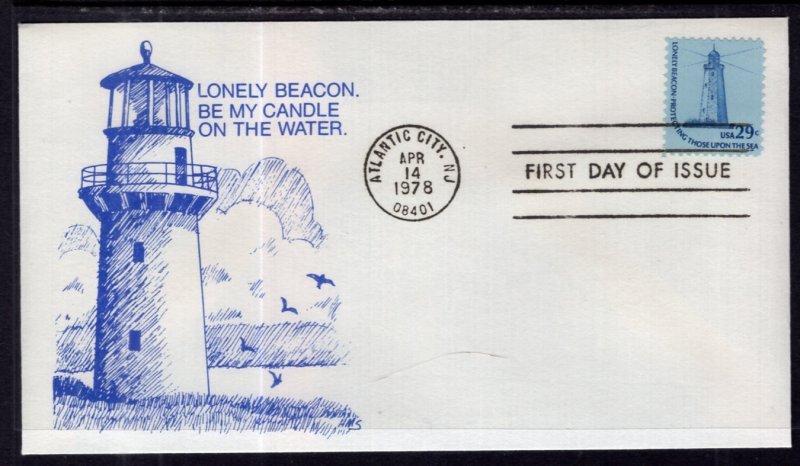 LONELY BEACON.
BE MY CANDLE
ON THE WATER.
HMS
ATLANTIC CITY, NJ
APR
14
1978
08401
LONELY BEACON·PROTECTING THOSE UPON THE SEA
USA 29c
FIRST DAY OF ISSUE